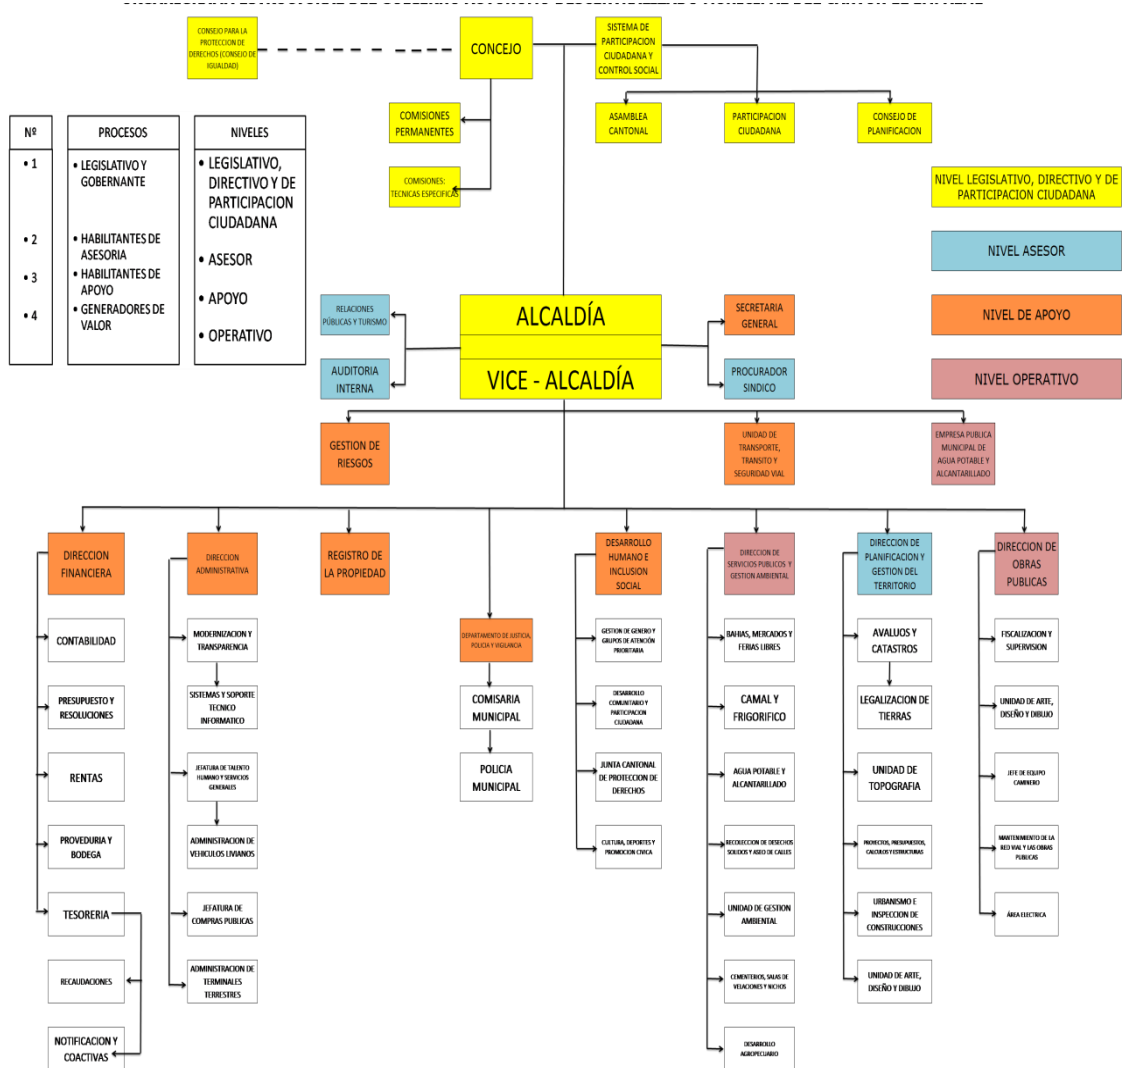 CONSEJO PARA LA
PROTECCION DE
DERECHOS (CONSEJO DE
IGUALDAD)
CONCEJO
SISTEMA DE
PARTICIPACION
CIUDADANA Y
CONTROL SOCIAL
COMISIONES
PERMANENTES
ASAMBLEA
CANTONAL
PARTICIPACION
CIUDADANA
CONSEJO DE
PLANIFICACION
COMISIONES:
TECNICAS ESPECIFICAS
Nº
PROCESOS
NIVELES
• 1
• LEGISLATIVO Y
GOBERNANTE
• LEGISLATIVO,
DIRECTIVO Y DE
PARTICIPACION
CIUDADANA
• 2
• HABILITANTES DE
ASESORIA
• ASESOR
• 3
• HABILITANTES DE
APOYO
• APOYO
• 4
• GENERADORES DE
VALOR
• OPERATIVO
NIVEL LEGISLATIVO, DIRECTIVO Y DE
PARTICIPACION CIUDADANA
NIVEL ASESOR
NIVEL DE APOYO
NIVEL OPERATIVO
RELACIONES
PÚBLICAS Y TURISMO
ALCALDÍA
SECRETARIA
GENERAL
AUDITORIA
INTERNA
VICE - ALCALDÍA
PROCURADOR
SINDICO
GESTION DE
RIESGOS
UNIDAD DE
TRANSPORTE,
TRANSITO Y
SEGURIDAD VIAL
EMPRESA PUBLICA
MUNICIPAL DE
AGUA POTABLE Y
ALCANTARILLADO
DIRECCION
FINANCIERA
DIRECCION
ADMINISTRATIVA
REGISTRO DE
LA PROPIEDAD
DESARROLLO
HUMANO E
INCLUSION
SOCIAL
DIRECCION DE
SERVICIOS PUBLICOS Y
GESTION AMBIENTAL
DIRECCION DE
PLANIFICACION Y
GESTION DEL
TERRITORIO
DIRECCION DE
OBRAS
PUBLICAS
CONTABILIDAD
MODERNIZACION Y
TRANSPARENCIA
DEPARTAMENTO DE JUSTICIA,
POLICIA Y VIGILANCIA
GESTION DE GENERO Y
GRUPOS DE ATENCIÓN
PRIORITARIA
BAHIAS, MERCADOS Y
FERIAS LIBRES
AVALUOS Y
CATASTROS
FISCALIZACION Y
SUPERVISION
PRESUPUESTO Y
RESOLUCIONES
SISTEMAS Y SOPORTE
TECNICO
INFORMATICO
COMISARIA
MUNICIPAL
DESARROLLO
COMUNITARIO Y
PARTICIPACION
CIUDADANA
CAMAL Y
FRIGORIFICO
LEGALIZACION DE
TIERRAS
UNIDAD DE ARTE,
DISEÑO Y DIBUJO
RENTAS
JEFATURA DE TALENTO
HUMANO Y SERVICIOS
GENERALES
POLICIA
MUNICIPAL
JUNTA CANTONAL
DE PROTECCION DE
DERECHOS
AGUA POTABLE Y
ALCANTARILLADO
UNIDAD DE
TOPOGRAFIA
JEFE DE EQUIPO
CAMINERO
PROVEDURIA Y
BODEGA
ADMINISTRACION DE
VEHICULOS LIVIANOS
CULTURA, DEPORTES Y
PROMOCION CIVICA
RECOLECCION DE DESECHOS
SOLIDOS Y ASEO DE CALLES
PROYECTOS, PRESUPUESTOS,
CALCULOS Y ESTRUCTURAS
MANTENIMIENTO DE LA
RED VIAL Y LAS OBRAS
PUBLICAS
TESORERIA
JEFATURA DE
COMPRAS PUBLICAS
UNIDAD DE GESTION
AMBIENTAL
URBANISMO E
INSPECCION DE
CONSTRUCCIONES
ÁREA ELECTRICA
RECAUDACIONES
ADMINISTRACION DE
TERMINALES
TERRESTRES
CEMENTERIOS, SALAS DE
VELACIONES Y NICHOS
UNIDAD DE ARTE,
DISEÑO Y DIBUJO
NOTIFICACION Y
COACTIVAS
DESARROLLO
AGROPECUARIO